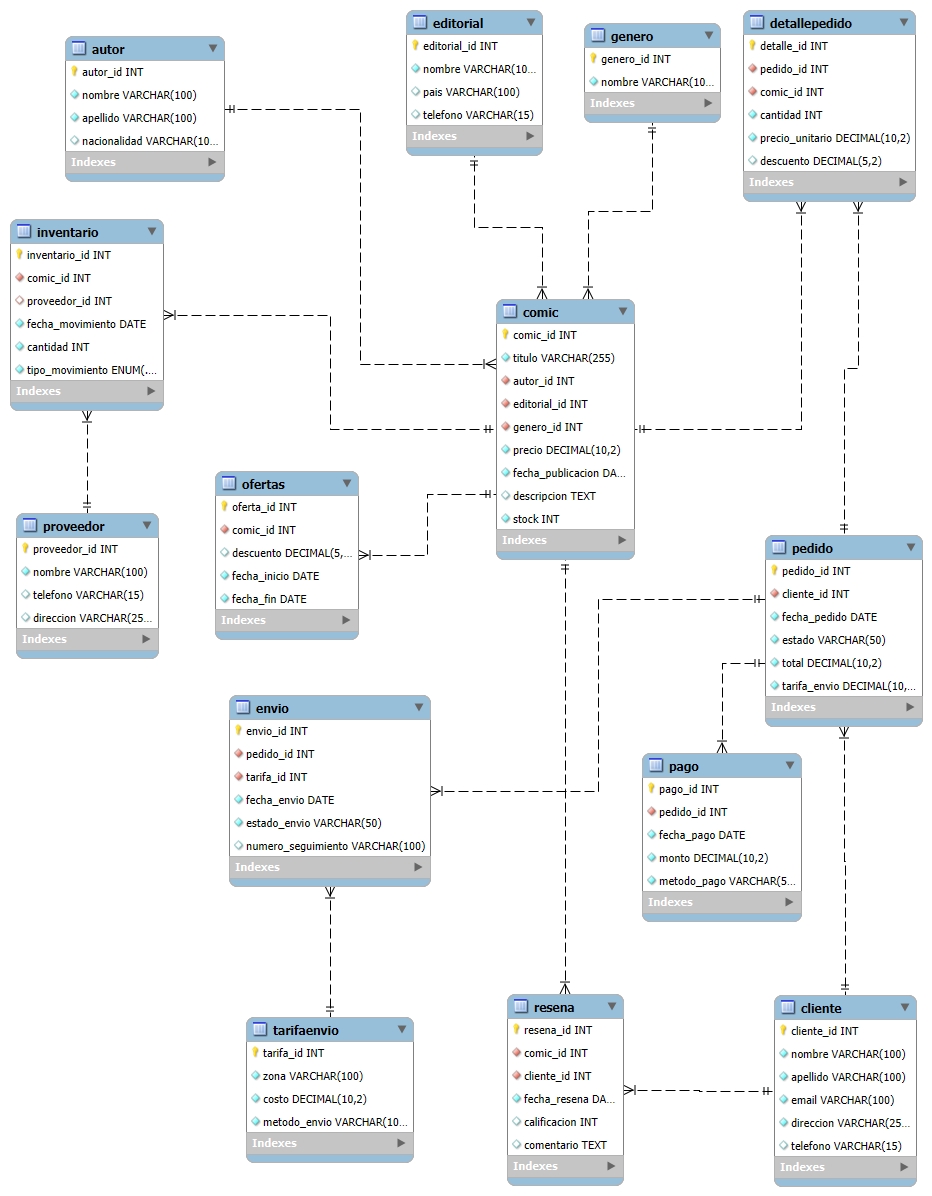 autor
autor_id INT
nombre VARCHAR(100)
apellido VARCHAR(100)
nacionalidad VARCHAR(10...
Indexes
editorial
editorial_id INT
nombre VARCHAR(10...
pais VARCHAR(100)
telefono VARCHAR(15)
Indexes
genero
genero_id INT
nombre VARCHAR(10...
Indexes
detallepedido
detalle_id INT
pedido_id INT
comic_id INT
cantidad INT
precio_unitario DECIMAL(10,2)
descuento DECIMAL(5,2)
Indexes
inventario
inventario_id INT
comic_id INT
proveedor_id INT
fecha_movimiento DATE
cantidad INT
tipo_movimiento ENUM(...
Indexes
comic
comic_id INT
titulo VARCHAR(255)
autor_id INT
editorial_id INT
genero_id INT
precio DECIMAL(10,2)
fecha_publicacion DA...
descripcion TEXT
stock INT
Indexes
ofertas
oferta_id INT
comic_id INT
descuento DECIMAL(5,...
fecha_inicio DATE
fecha_fin DATE
Indexes
proveedor
proveedor_id INT
nombre VARCHAR(100)
telefono VARCHAR(15)
direccion VARCHAR(25...
Indexes
pedido
pedido_id INT
cliente_id INT
fecha_pedido DATE
estado VARCHAR(50)
total DECIMAL(10,2)
tarifa_envio DECIMAL(10,...
Indexes
envio
envio_id INT
pedido_id INT
tarifa_id INT
fecha_envio DATE
estado_envio VARCHAR(50)
numero_seguimiento VARCHAR(100)
Indexes
pago
pago_id INT
pedido_id INT
fecha_pago DATE
monto DECIMAL(10,2)
metodo_pago VARCHAR(5...
Indexes
tarifaenvio
tarifa_id INT
zona VARCHAR(100)
costo DECIMAL(10,2)
metodo_envio VARCHAR(10...
Indexes
resena
resena_id INT
comic_id INT
cliente_id INT
fecha_resena DA...
calificacion INT
comentario TEXT
Indexes
cliente
cliente_id INT
nombre VARCHAR(100)
apellido VARCHAR(100)
email VARCHAR(100)
direccion VARCHAR(25...
telefono VARCHAR(15)
Indexes